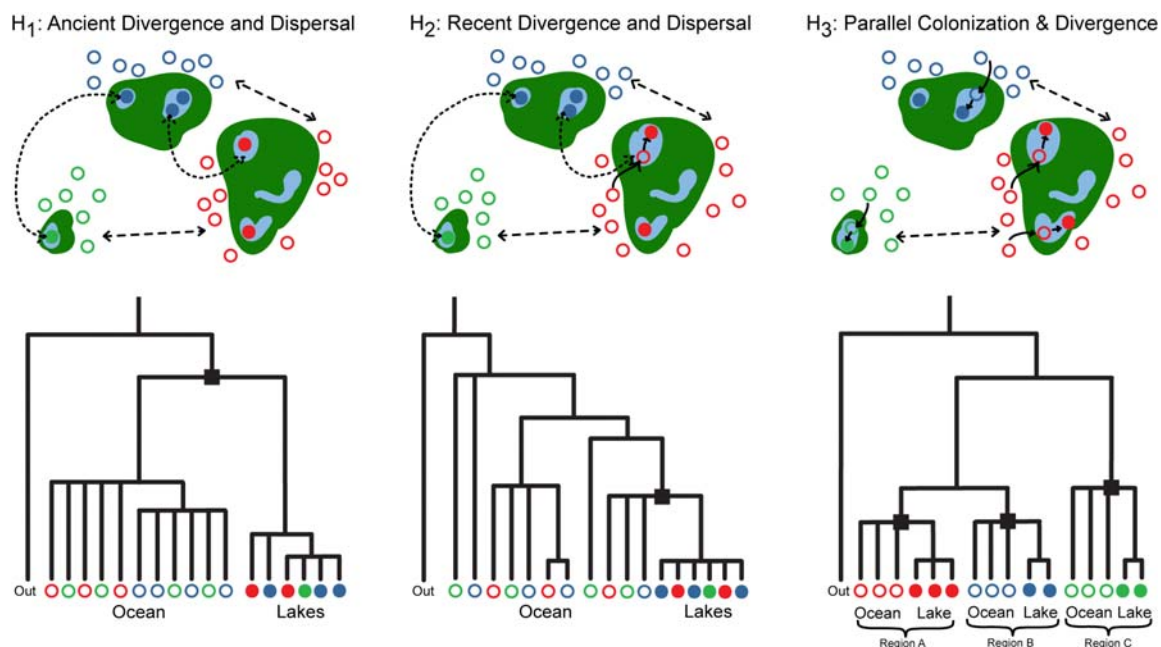 H1: Ancient Divergence and Dispersal
H2: Recent Divergence and Dispersal
H3: Parallel Colonization & Divergence
Out
Ocean
Lakes
Out
Ocean
Lakes
Out
Ocean Lake Ocean Lake Ocean Lake
Region A Region B Region C